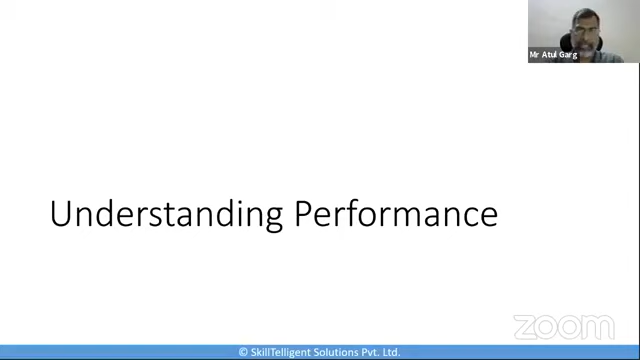 Mr Atul Garg
Understanding Performance
zoom
© SkillTelligent Solutions Pvt. Ltd.